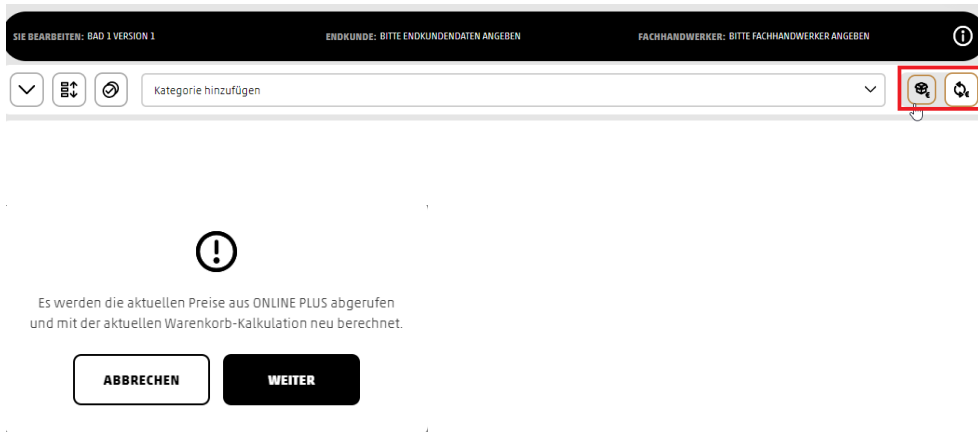 SIE BEARBEITEN: BAD 1 VERSION 1 ENDKUNDE: BITTE ENDKUNDENDATEN ANGEBEN FACHHANDWERKER: BITTE FACHHANDWERKER ANGEBEN
Kategorie hinzufügen
Es werden die aktuellen Preise aus ONLINE PLUS abgerufen
und mit der aktuellen Warenkorb-Kalkulation neu berechnet.
ABBRECHEN WEITER